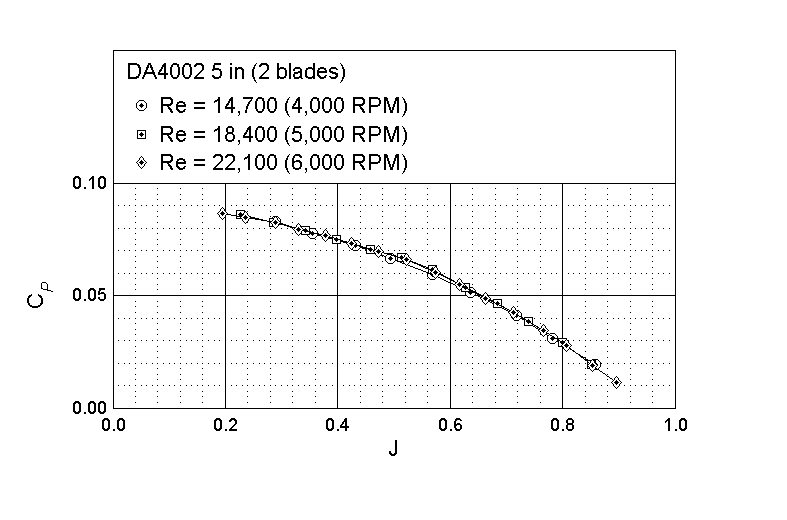 DA4002 5 in (2 blades)
Re = 14,700 (4,000 RPM)
Re = 18,400 (5,000 RPM)
Re = 22,100 (6,000 RPM)
0.10
0.05
0.00
C_P
0.0 0.2 0.4 0.6 0.8 1.0
J